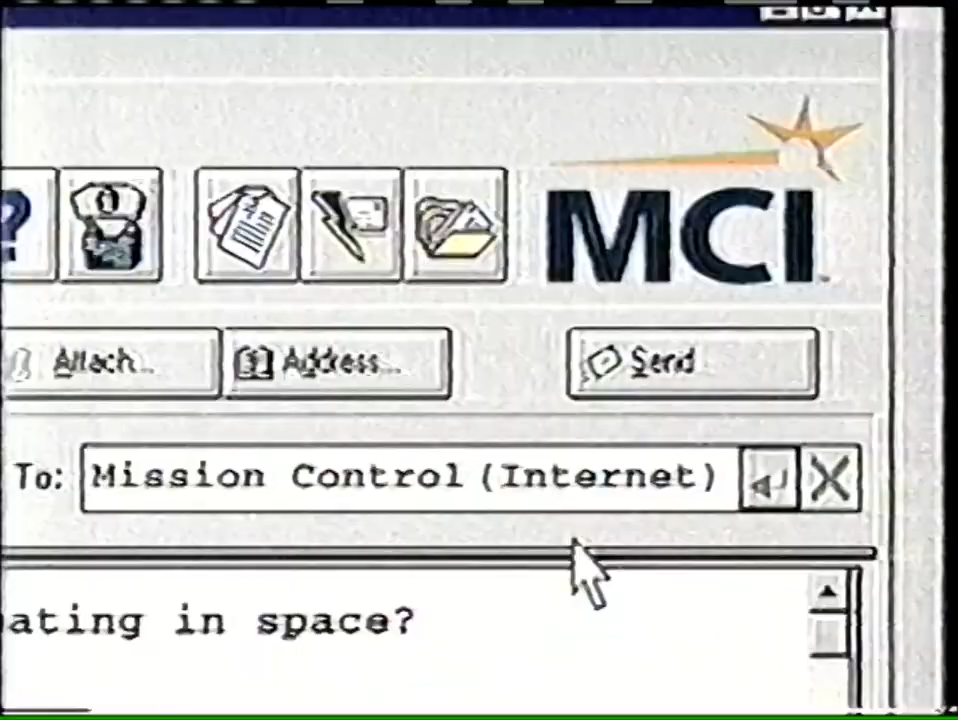 ?
MCI
Attach...
Address...
Send
To:
Mission Control (Internet)
ating in space?